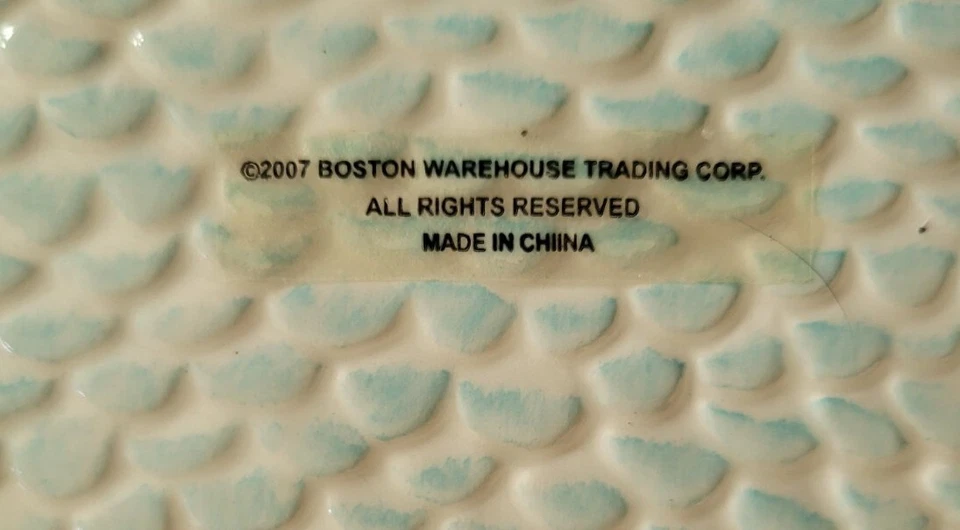 ©2007 BOSTON WAREHOUSE TRADING CORP.
ALL RIGHTS RESERVED
MADE IN CHIINA